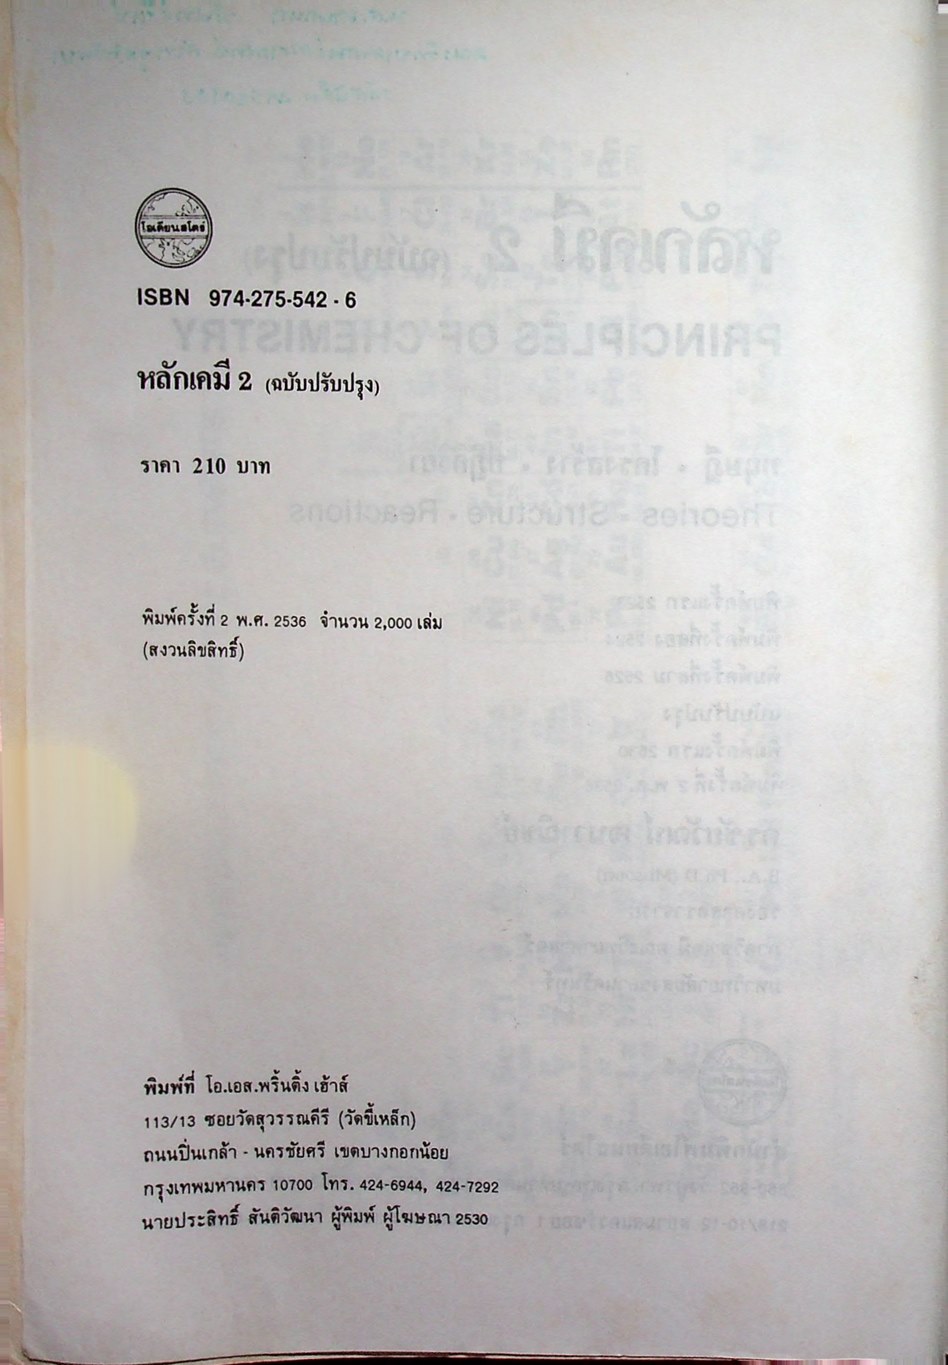 โอเดียนสโตร์
ISBN 974-275-542-6
หลักเคมี 2 (ฉบับปรับปรุง)
ราคา 210 บาท
พิมพ์ครั้งที่ 2 พ.ศ. 2536 จำนวน 2,000 เล่ม
(สงวนลิขสิทธิ์)
พิมพ์ที่ โอ.เอส.พริ้นติ้ง เฮ้าส์
113/13 ซอยวัดสุวรรณคีรี (วัดขี้เหล็ก)
ถนนปิ่นเกล้า - นครชัยศรี เขตบางกอกน้อย
กรุงเทพมหานคร 10700 โทร. 424-6944, 424-7292
นายประสิทธิ์ สันติวัฒนา ผู้พิมพ์ ผู้โฆษณา 2530